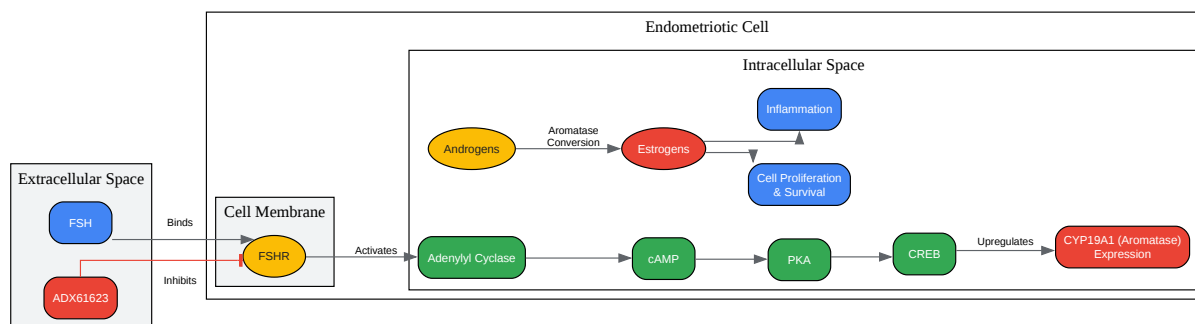 Endometriotic Cell
Intracellular Space
Inflammation
Androgens
Aromatase
Conversion
Estrogens
Cell Proliferation
& Survival
Extracellular Space
FSH
ADX61623
Binds
Inhibits
Cell Membrane
FSHR
Activates
Adenylyl Cyclase
cAMP
PKA
CREB
Upregulates
CYP19A1 (Aromatase)
Expression